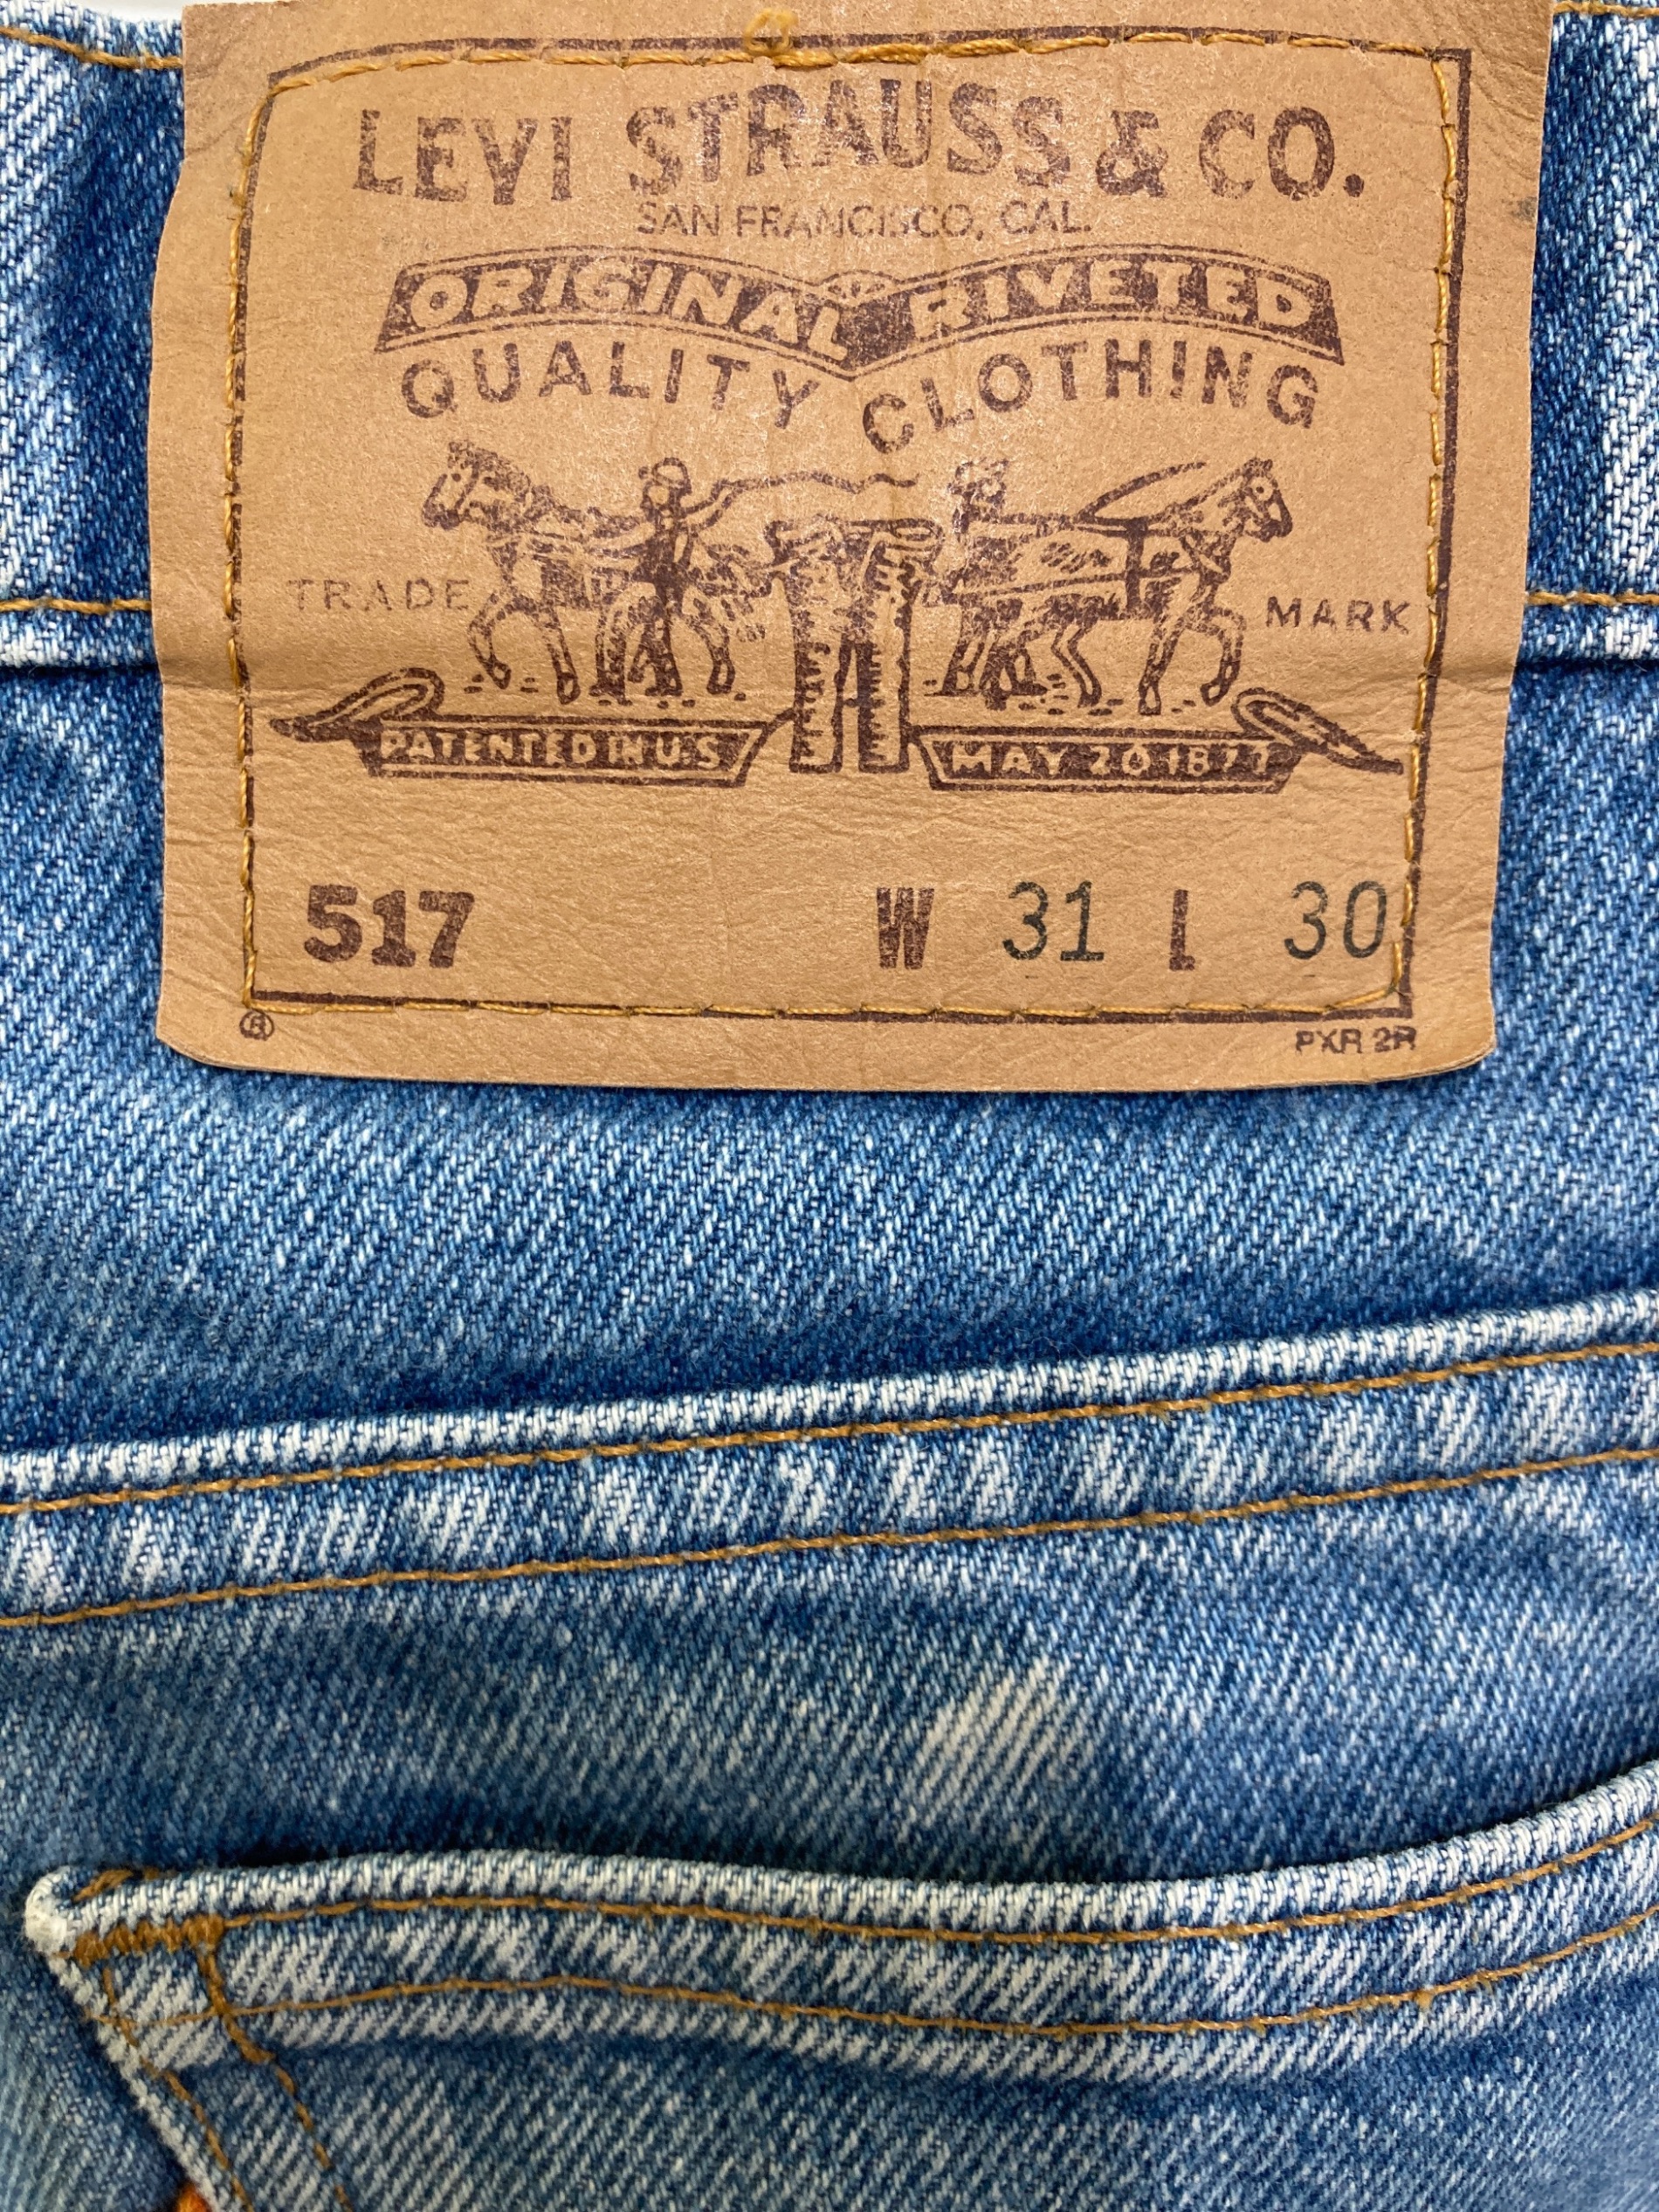 LEVI STRAUSS & CO.
SAN FRANCISCO, CAL.
ORIGINAL RIVETED
QUALITY CLOTHING
TRADE MARK
PATENTED IN U.S
MAY 20 1877
517 W 31 L 30
® PXR 2R